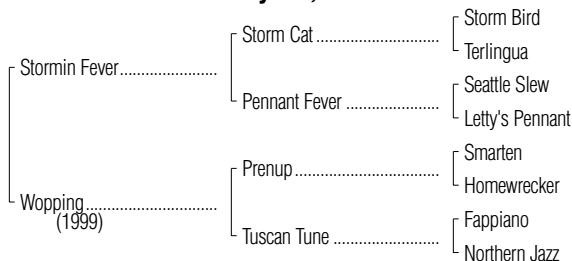 Storm Bird
Storm Cat ..............................
Terlingua
Stormin Fever........................
Seattle Slew
Pennant Fever .......................
Letty's Pennant
Smarten
Prenup ...................................
Homewrecker
Wopping.................................
(1999)
Fappiano
Tuscan Tune ..........................
Northern Jazz